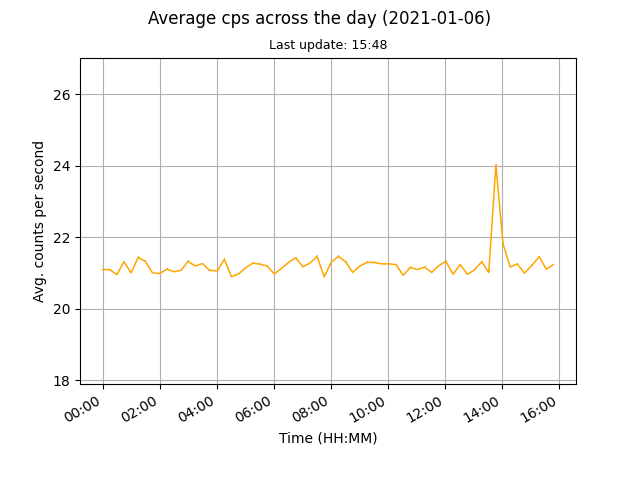 Average cps across the day (2021-01-06)
Last update: 15:48
26
24
22
20
18
Avg. counts per second
00:00 02:00 04:00 06:00 08:00 10:00 12:00 14:00 16:00
Time (HH:MM)